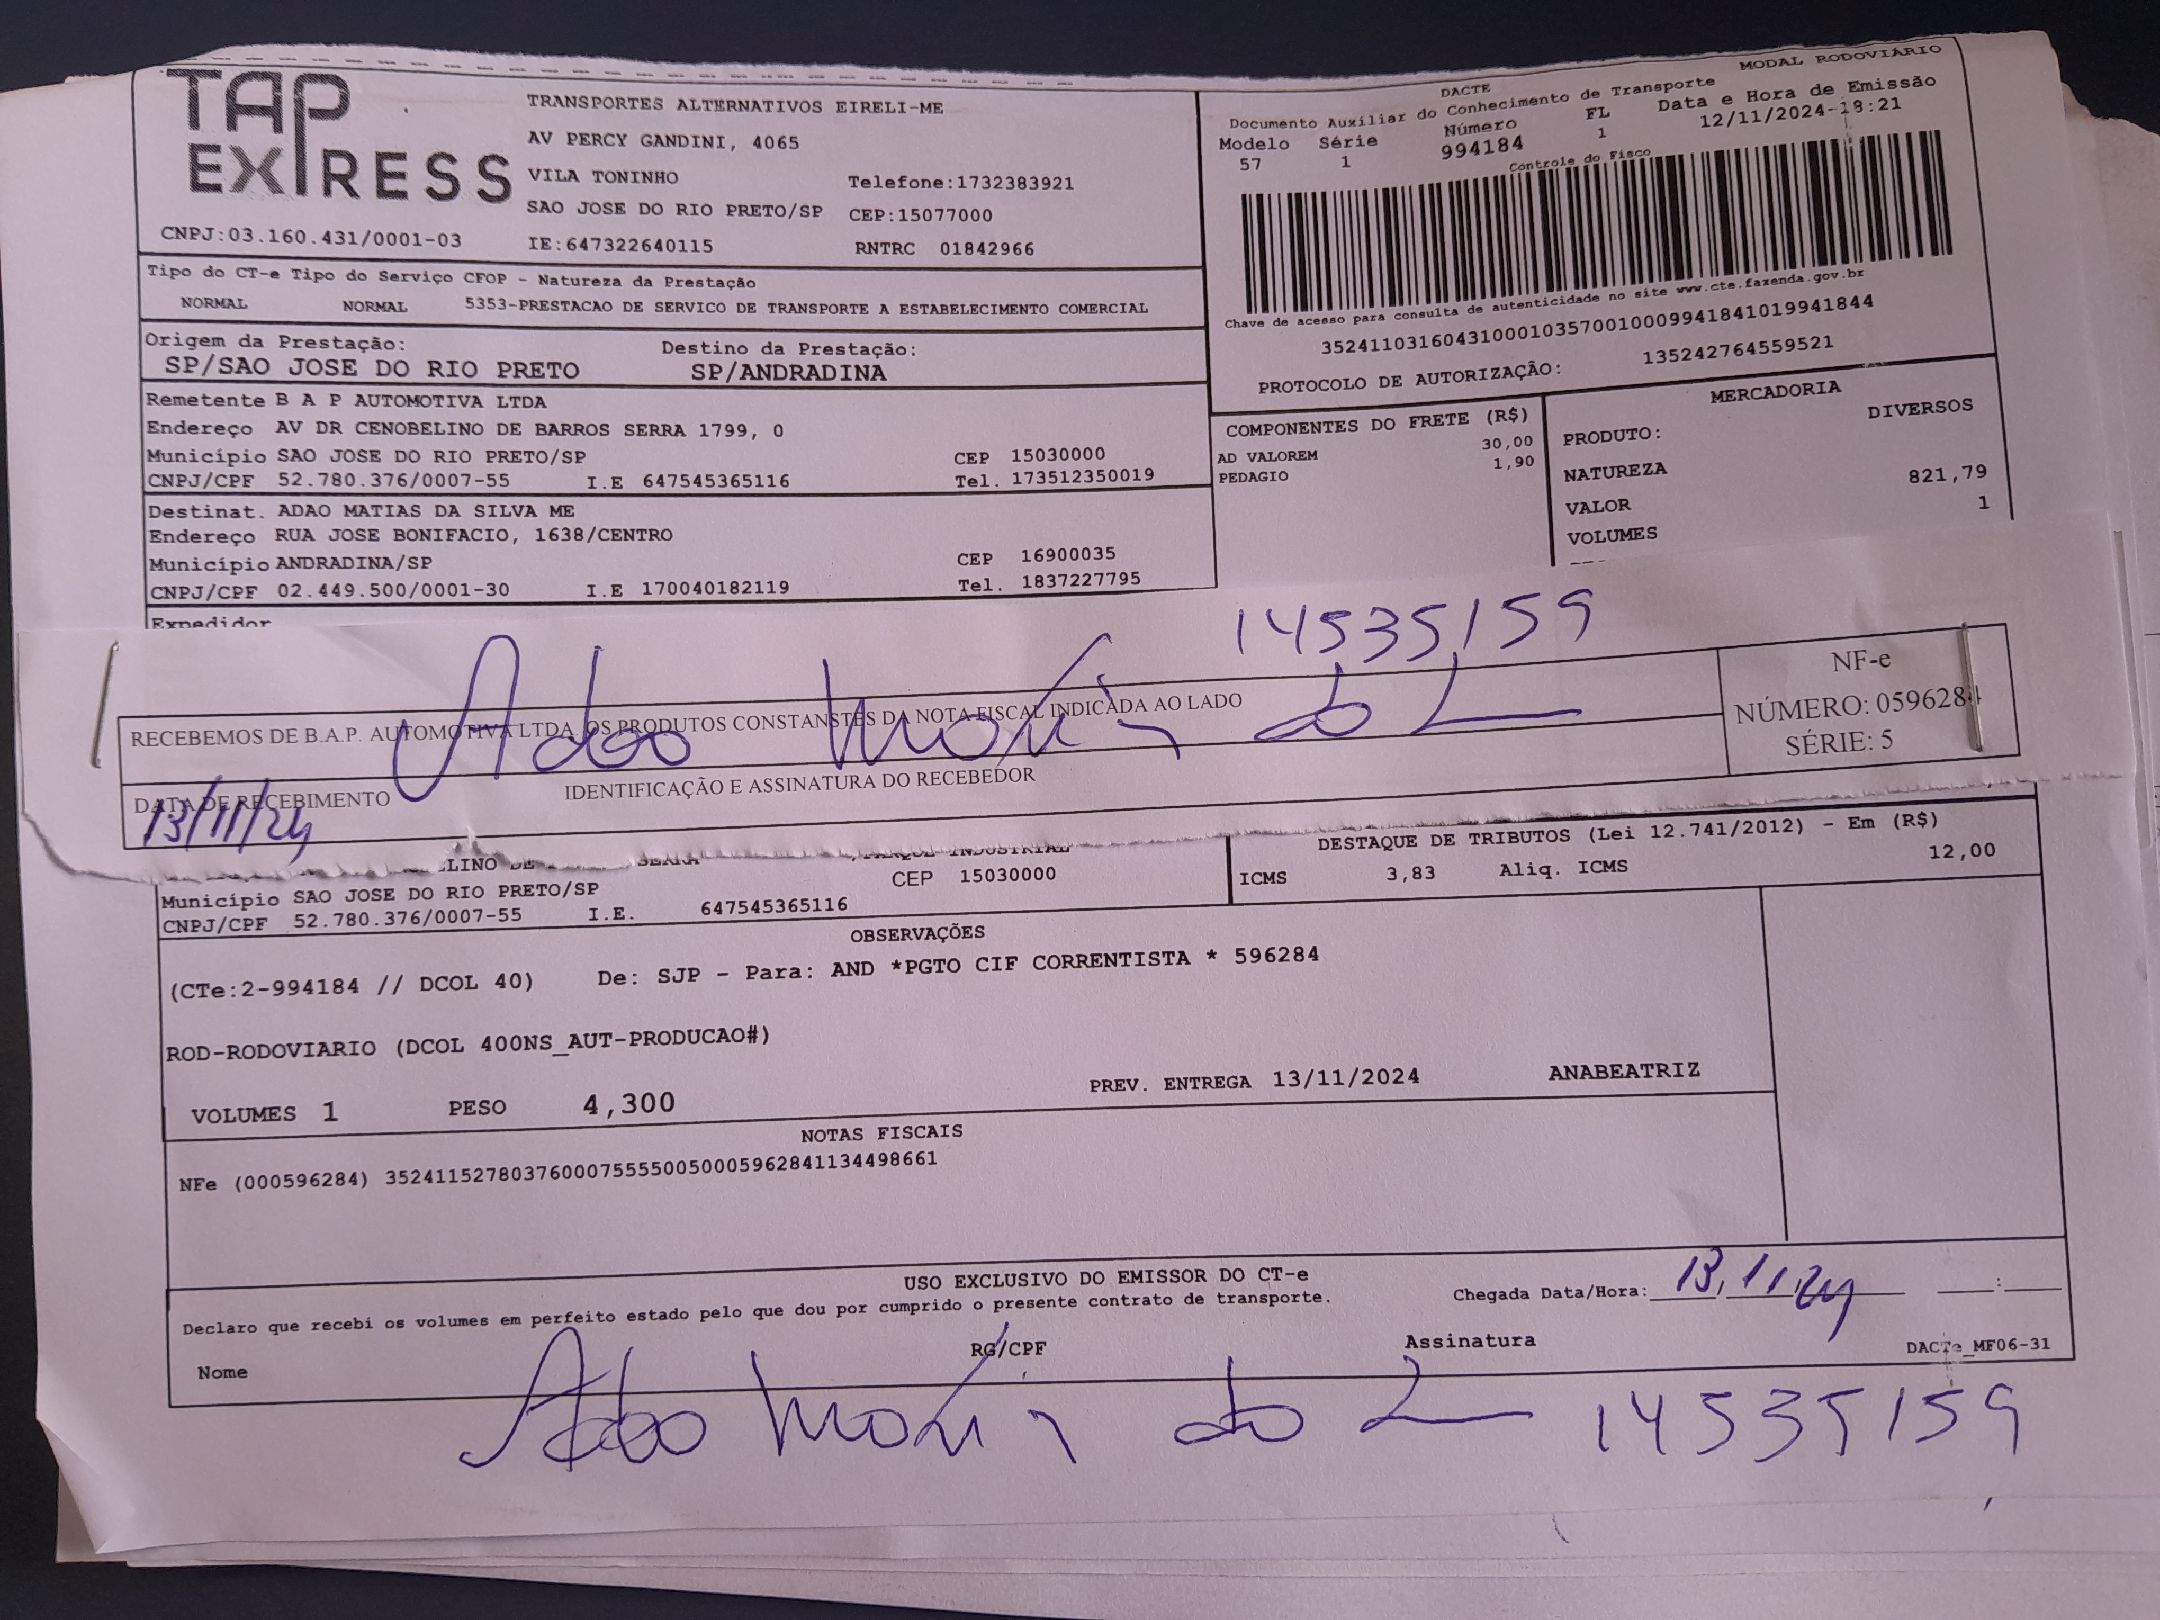 TAP
EXPRESS
CNPJ:03.160.431/0001-03
TRANSPORTES ALTERNATIVOS EIRELI-ME
AV PERCY GANDINI, 4065
VILA TONINHO
Telefone:1732383921
SAO JOSE DO RIO PRETO/SP CEP:15077000
IE:647322640115 RNTRC 01842966
MODAL RODOVIÁRIO
DACTE
Documento Auxiliar do Conhecimento de Transporte
Modelo Série Número FL Data e Hora de Emissão
57 1 994184 1 12/11/2024-18:21
Controle do Fisco
Chave de acesso para consulta de autenticidade no site www.cte.fazenda.gov.br
35241103160431000103570010009941841019941844
PROTOCOLO DE AUTORIZAÇÃO: 135242764559521
Tipo do CT-e Tipo do Serviço CFOP - Natureza da Prestação
NORMAL NORMAL 5353-PRESTACAO DE SERVICO DE TRANSPORTE A ESTABELECIMENTO COMERCIAL
Origem da Prestação: Destino da Prestação:
SP/SAO JOSE DO RIO PRETO SP/ANDRADINA
Remetente B A P AUTOMOTIVA LTDA
Endereço AV DR CENOBELINO DE BARROS SERRA 1799, 0
Município SAO JOSE DO RIO PRETO/SP CEP 15030000
CNPJ/CPF 52.780.376/0007-55 I.E 647545365116 Tel. 173512350019
Destinat. ADAO MATIAS DA SILVA ME
Endereço RUA JOSE BONIFACIO, 1638/CENTRO
Município ANDRADINA/SP CEP 16900035
CNPJ/CPF 02.449.500/0001-30 I.E 170040182119 Tel. 1837227795
Expedidor
COMPONENTES DO FRETE (R$)
AD VALOREM 30,00
PEDAGIO 1,90
MERCADORIA
PRODUTO: DIVERSOS
NATUREZA
VALOR 821,79
VOLUMES 1
14535159
RECEBEMOS DE B.A.P. AUTOMOTIVA LTDA OS PRODUTOS CONSTANSTES DA NOTA FISCAL INDICADA AO LADO
Adao
DATA DE RECEBIMENTO
13/11/24
IDENTIFICAÇÃO E ASSINATURA DO RECEBEDOR
NF-e
NÚMERO: 0596284
SÉRIE: 5
CEP 15030000
Município SAO JOSE DO RIO PRETO/SP
CNPJ/CPF 52.780.376/0007-55 I.E. 647545365116
DESTAQUE DE TRIBUTOS (Lei 12.741/2012) - Em (R$)
ICMS 3,83 Aliq. ICMS 12,00
OBSERVAÇÕES
(CTe:2-994184 // DCOL 40) De: SJP - Para: AND *PGTO CIF CORRENTISTA * 596284
ROD-RODOVIARIO (DCOL 400NS_AUT-PRODUCAO#)
VOLUMES 1 PESO 4,300 PREV. ENTREGA 13/11/2024 ANABEATRIZ
NOTAS FISCAIS
NFe (000596284) 35241152780376000755550050005962841134498661
USO EXCLUSIVO DO EMISSOR DO CT-e
Declaro que recebi os volumes em perfeito estado pelo que dou por cumprido o presente contrato de transporte.
Chegada Data/Hora: 13,11,24 :
Nome RG/CPF Assinatura DACTe_MF06-31
Adao 14535159